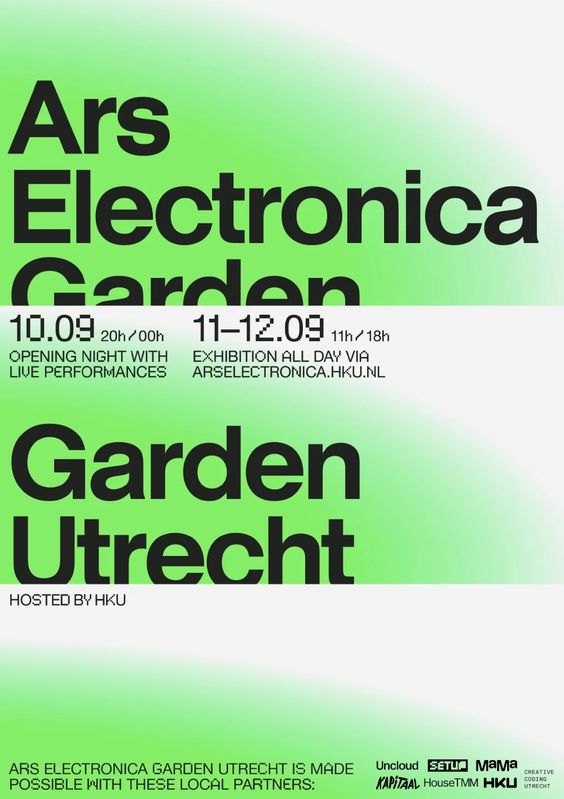 Ars
Electronica
Garden
10.09 20h/00h
OPENING NIGHT WITH
LIVE PERFORMANCES
11–12.09 11h/18h
EXHIBITION ALL DAY VIA
ARSELECTRONICA.HKU.NL
Garden
Utrecht
HOSTED BY HKU
ARS ELECTRONICA GARDEN UTRECHT IS MADE
POSSIBLE WITH THESE LOCAL PARTNERS:
Uncloud SETUP MaMa
KAPITAAL HouseTMM HKU
CREATIVE
CODING
UTRECHT